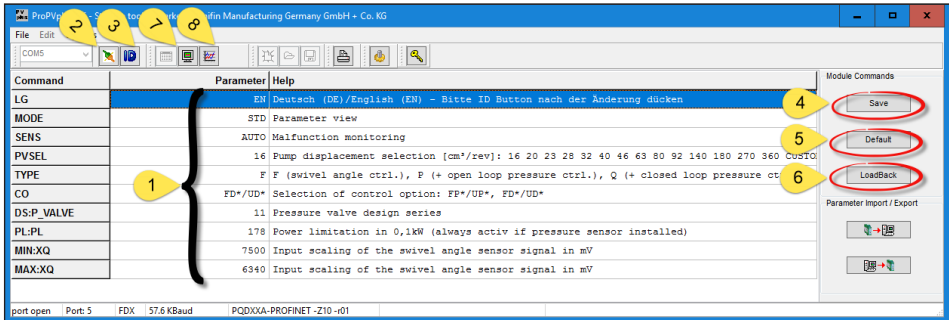 ProPV
ifin Manufacturing Germany GmbH + Co. KG
2
3
7
8
File Edit
COM5
ID
Command Parameter Help
LG EN Deutsch (DE)/English (EN) - Bitte ID Button nach der Änderung dücken
MODE STD Parameter view
SENS AUTO Malfunction monitoring
PVSEL 16 Pump displacement selection [cm³/rev]: 16 20 23 28 32 40 46 63 80 92 140 180 270 360 CUSTO
TYPE F F (swivel angle ctrl.), P (+ open loop pressure ctrl.), Q (+ closed loop pressure ct
CO FD*/UD* Selection of control option: FP*/UP*, FD*/UD*
DS:P_VALVE 11 Pressure valve design series
PL:PL 178 Power limitation in 0,1kW (always activ if pressure sensor installed)
MIN:XQ 7500 Input scaling of the swivel angle sensor signal in mV
MAX:XQ 6340 Input scaling of the swivel angle sensor signal in mV
1
Module Commands
4 Save
5 Default
6 LoadBack
Parameter Import / Export
port open Port: 5 FDX 57.6 KBaud PQDXXA-PROFINET -Z10 -r01